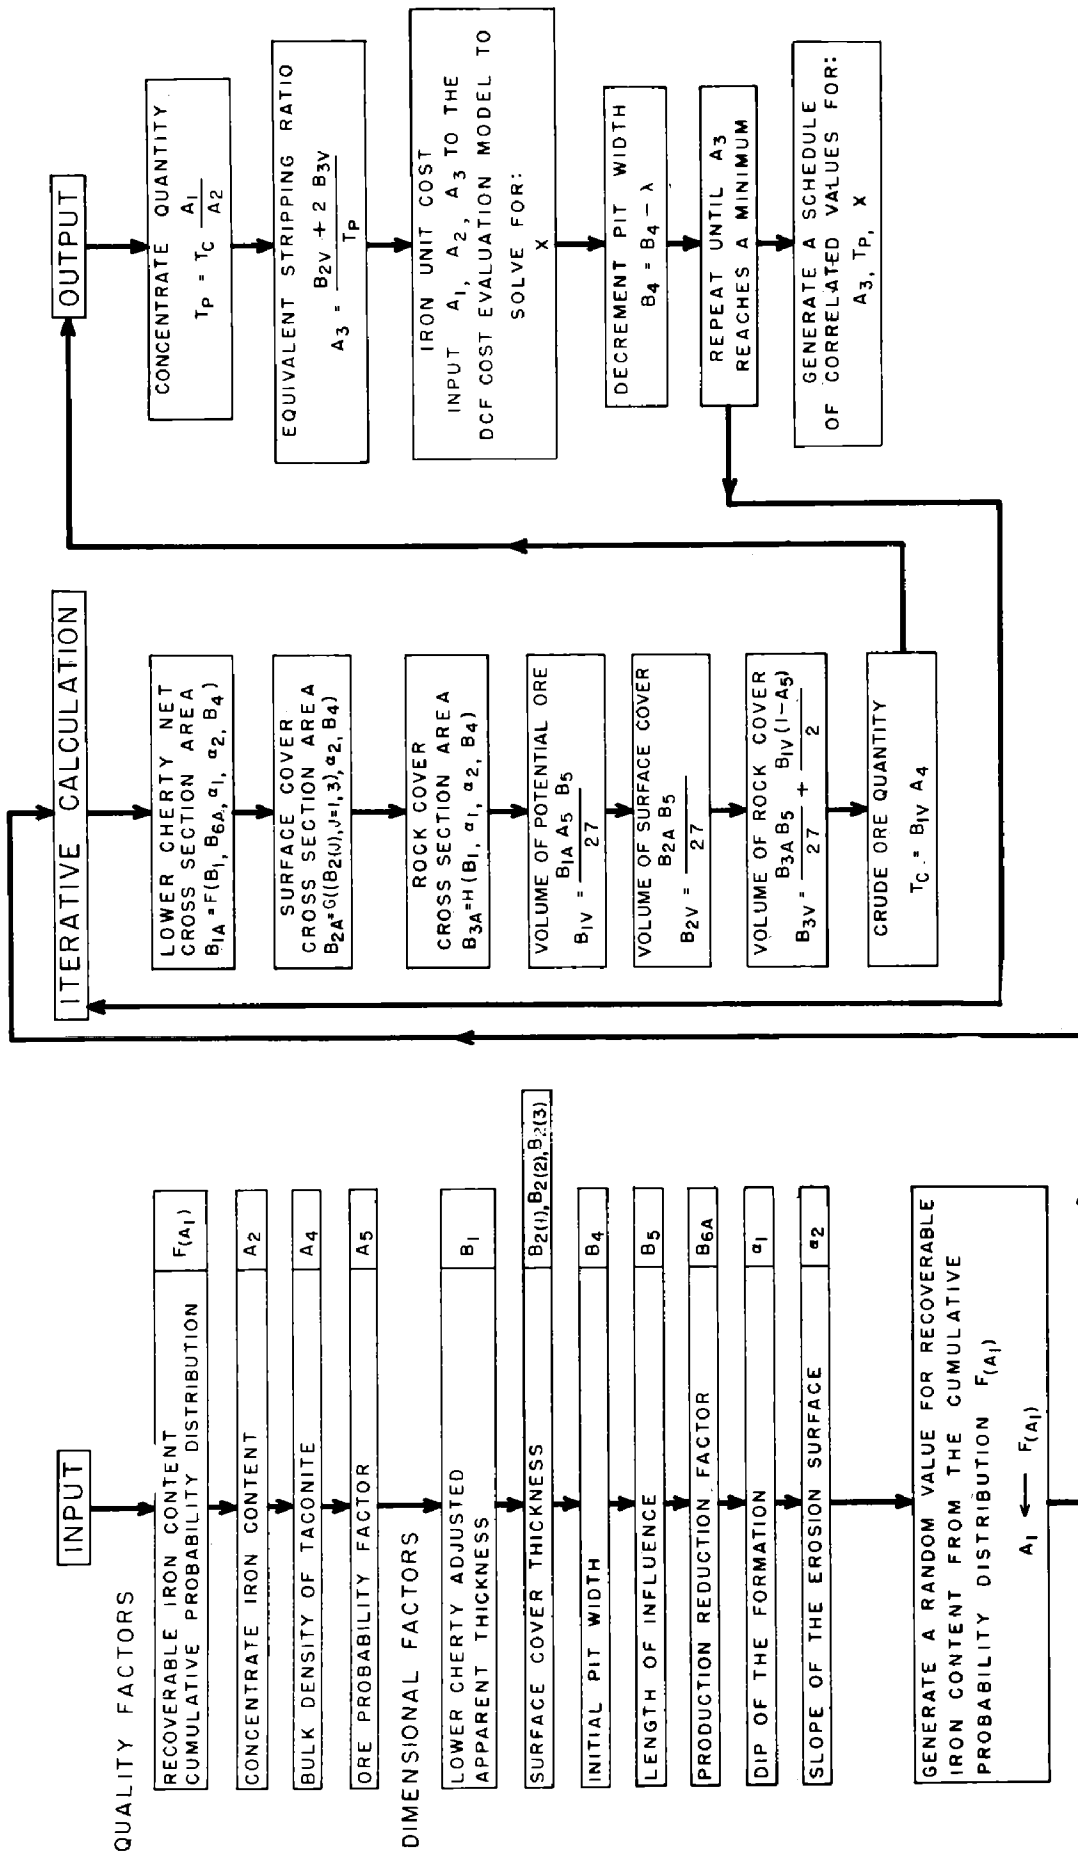 INPUT
QUALITY FACTORS
RECOVERABLE IRON CONTENT
CUMULATIVE PROBABILITY DISTRIBUTION
F(A₁)
CONCENTRATE IRON CONTENT
A₂
BULK DENSITY OF TACONITE
A₄
ORE PROBABILITY FACTOR
A₅
DIMENSIONAL FACTORS
LOWER CHERTY ADJUSTED
APPARENT THICKNESS
B₁
SURFACE COVER THICKNESS
B₂(1), B₂(2), B₂(3)
INITIAL PIT WIDTH
B₄
LENGTH OF INFLUENCE
B₅
PRODUCTION REDUCTION FACTOR
B₆A
DIP OF THE FORMATION
α₁
SLOPE OF THE EROSION SURFACE
α₂
GENERATE A RANDOM VALUE FOR RECOVERABLE
IRON CONTENT FROM THE CUMULATIVE
PROBABILITY DISTRIBUTION F(A₁)
A₁ ← F(A₁)
ITERATIVE CALCULATION
LOWER CHERTY NET
CROSS SECTION AREA
B₁A = F(B₁, B₆A, α₁, α₂, B₄)
SURFACE COVER
CROSS SECTION AREA
B₂A = G((B₂(J), J=1, 3), α₂, B₄)
ROCK COVER
CROSS SECTION AREA
B₃A = H(B₁, α₁, α₂, B₄)
VOLUME OF POTENTIAL ORE
B₁V = B₁A A₅ B₅ / 27
VOLUME OF SURFACE COVER
B₂V = B₂A B₅ / 27
VOLUME OF ROCK COVER
B₃V = B₃A B₅ / 27 + B₁V (1-A₅) / 2
CRUDE ORE QUANTITY
T_C = B₁V A₄
OUTPUT
CONCENTRATE QUANTITY
T_P = T_C A₁ / A₂
EQUIVALENT STRIPPING RATIO
A₃ = B₂V + 2 B₃V / T_P
IRON UNIT COST
INPUT A₁, A₂, A₃ TO THE
DCF COST EVALUATION MODEL TO
SOLVE FOR:
X
DECREMENT PIT WIDTH
B₄ = B₄ - λ
REPEAT UNTIL A₃
REACHES A MINIMUM
GENERATE A SCHEDULE
OF CORRELATED VALUES FOR:
A₃, T_P, X